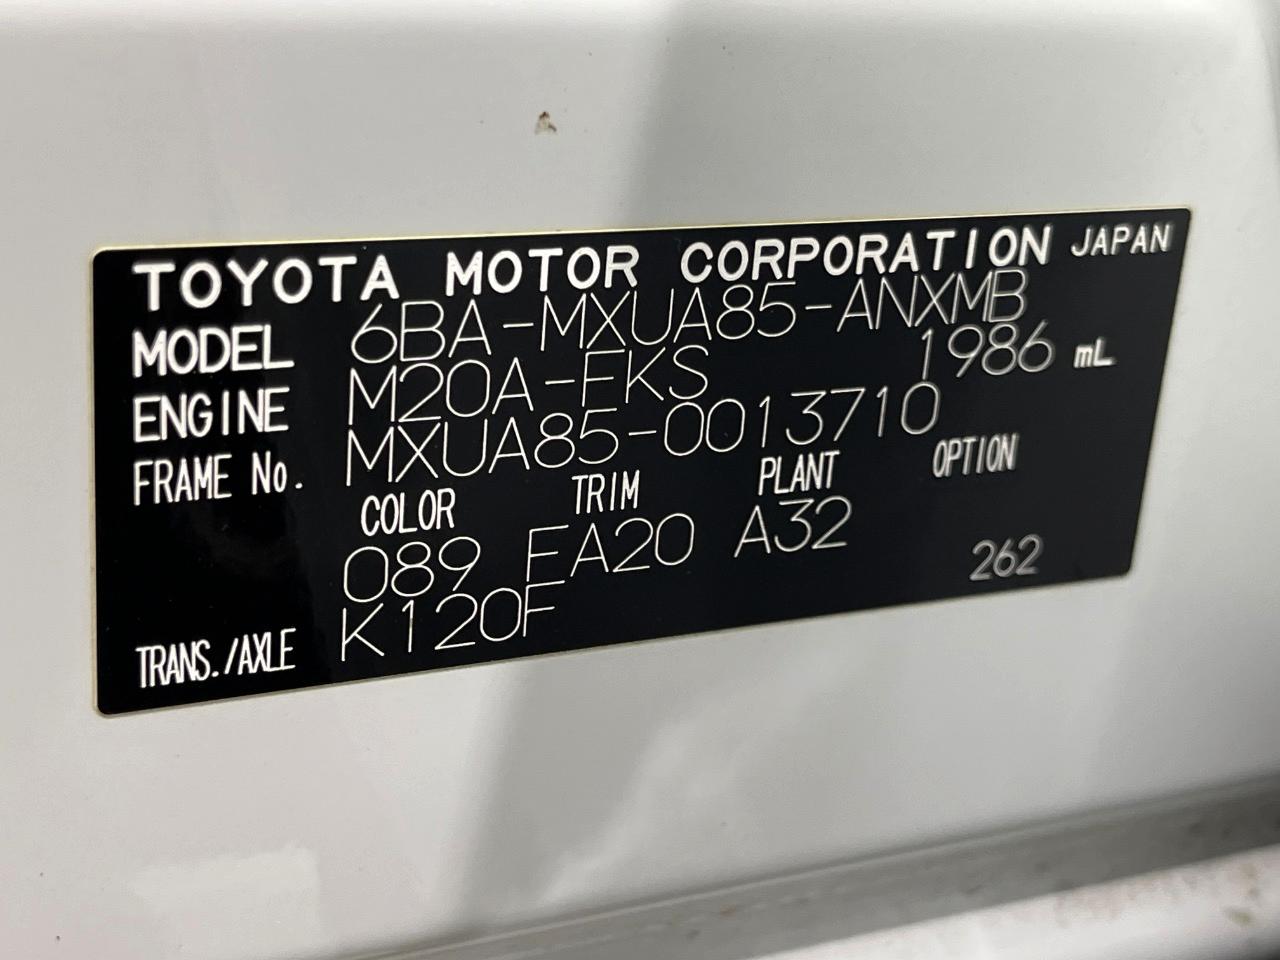 TOYOTA MOTOR CORPORATION JAPAN
MODEL 6BA-MXUA85-ANXMB
ENGINE M20A-FKS 1986 mL
FRAME No. MXUA85-0013710
COLOR TRIM PLANT OPTION
089 EA20 A32
TRANS./AXLE K120F 262